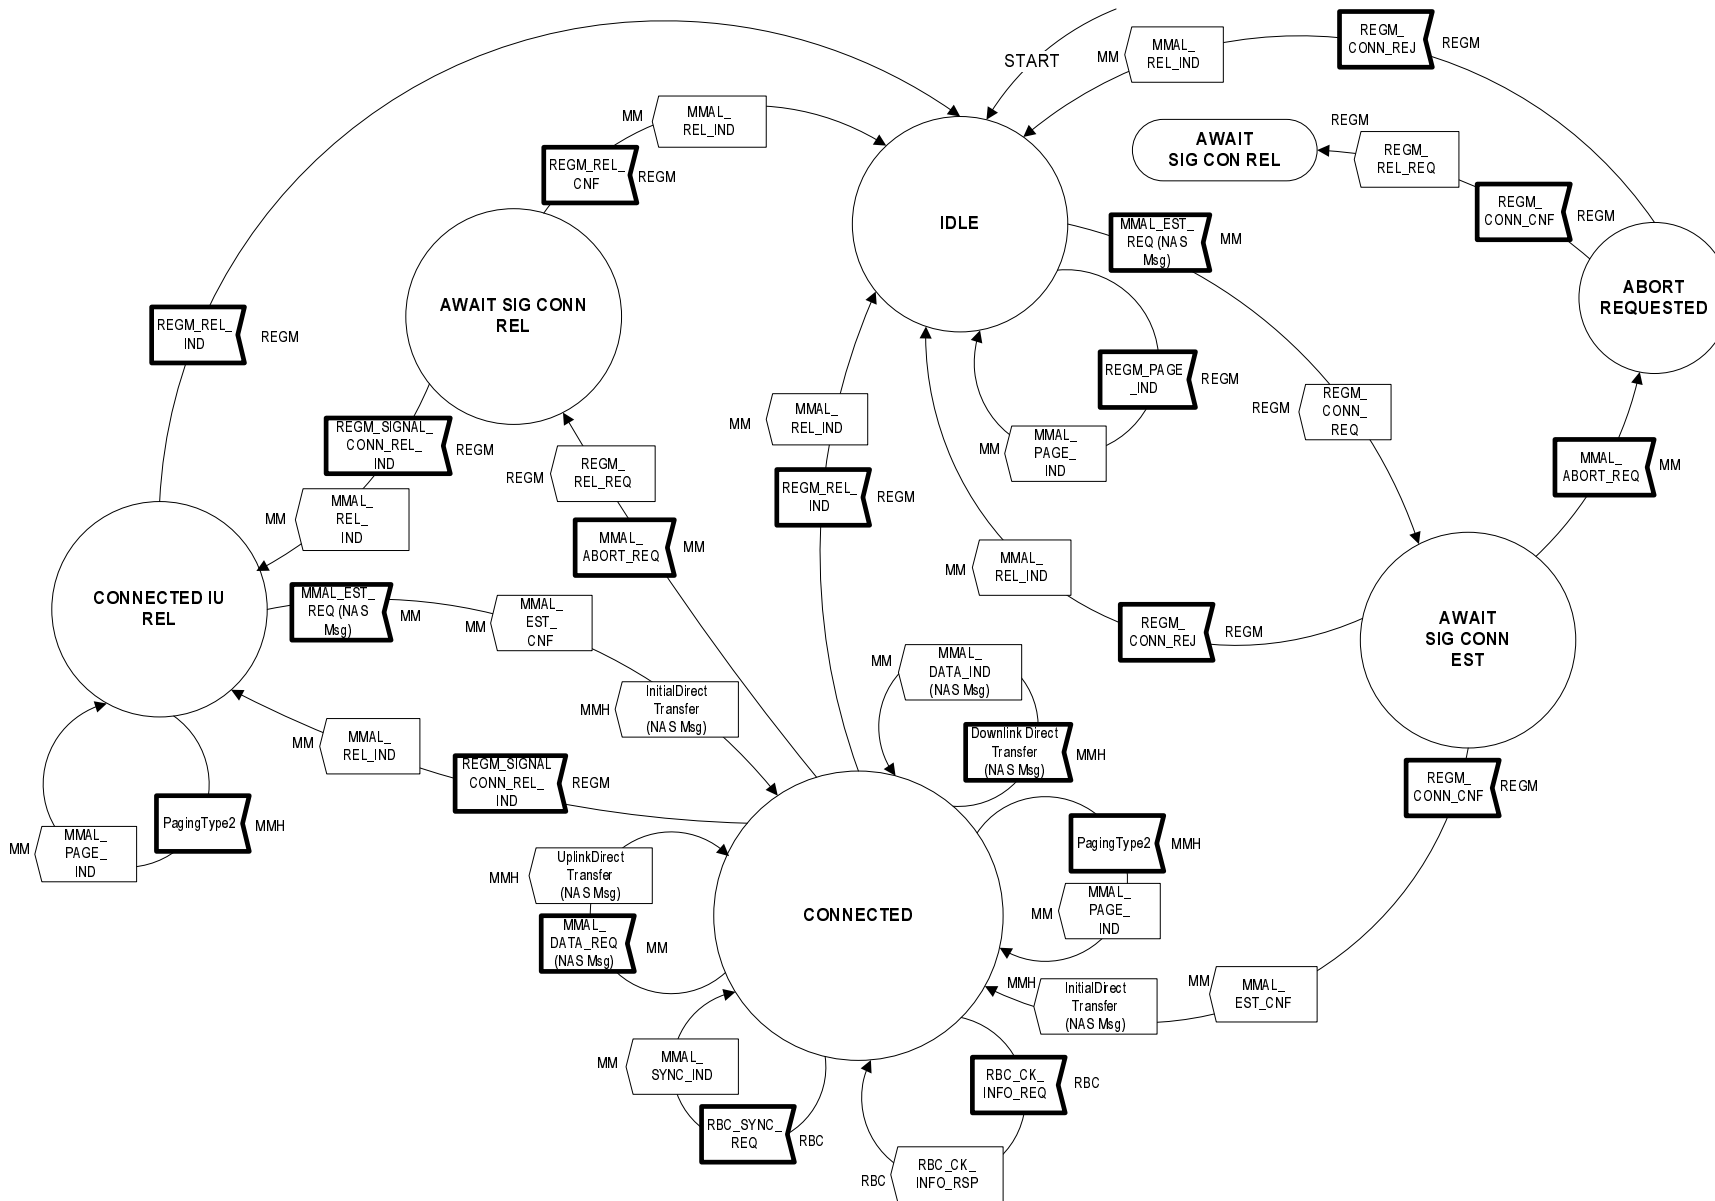 START
MM
MMAL_
REL_IND
REGM_
CONN_REJ
REGM
MM
MMAL_
REL_IND
REGM_REL_
CNF
REGM
AWAIT
SIG CON REL
REGM
REGM_
REL_REQ
REGM_
CONN_CNF
REGM
IDLE
MMAL_EST_
REQ (NAS
Msg)
MM
ABORT
REQUESTED
AWAIT SIG CONN
REL
REGM_REL_
IND
REGM
REGM_PAGE
_IND
REGM
MM
MMAL_
PAGE_
IND
REGM
REGM_
CONN_
REQ
MM
MMAL_
REL_IND
REGM_REL_
IND
REGM
REGM_SIGNAL_
CONN_REL_
IND
REGM
MM
MMAL_
REL_
IND
REGM
REGM_
REL_REQ
MMAL_
ABORT_REQ
MM
MMAL_
ABORT_REQ
MM
MM
MMAL_
REL_IND
REGM_
CONN_REJ
REGM
CONNECTED IU
REL
MMAL_EST_
REQ (NAS
Msg)
MM
MM
MMAL_
EST_
CNF
AWAIT
SIG CONN
EST
MMH
InitialDirect
Transfer
(NAS Msg)
MM
MMAL_
DATA_IND
(NAS Msg)
Downlink Direct
Transfer
(NAS Msg)
MMH
MM
MMAL_
REL_IND
REGM_SIGNAL
CONN_REL_
IND
REGM
REGM_
CONN_CNF
REGM
PagingType2
MMH
MM
MMAL_
PAGE_
IND
MMH
UplinkDirect
Transfer
(NAS Msg)
MMAL_
DATA_REQ
(NAS Msg)
MM
CONNECTED
PagingType2
MMH
MM
MMAL_
PAGE_
IND
MMH
InitialDirect
Transfer
(NAS Msg)
MM
MMAL_
EST_CNF
MM
MMAL_
SYNC_IND
RBC_SYNC_
REQ
RBC
RBC_CK_
INFO_REQ
RBC
RBC
RBC_CK_
INFO_RSP